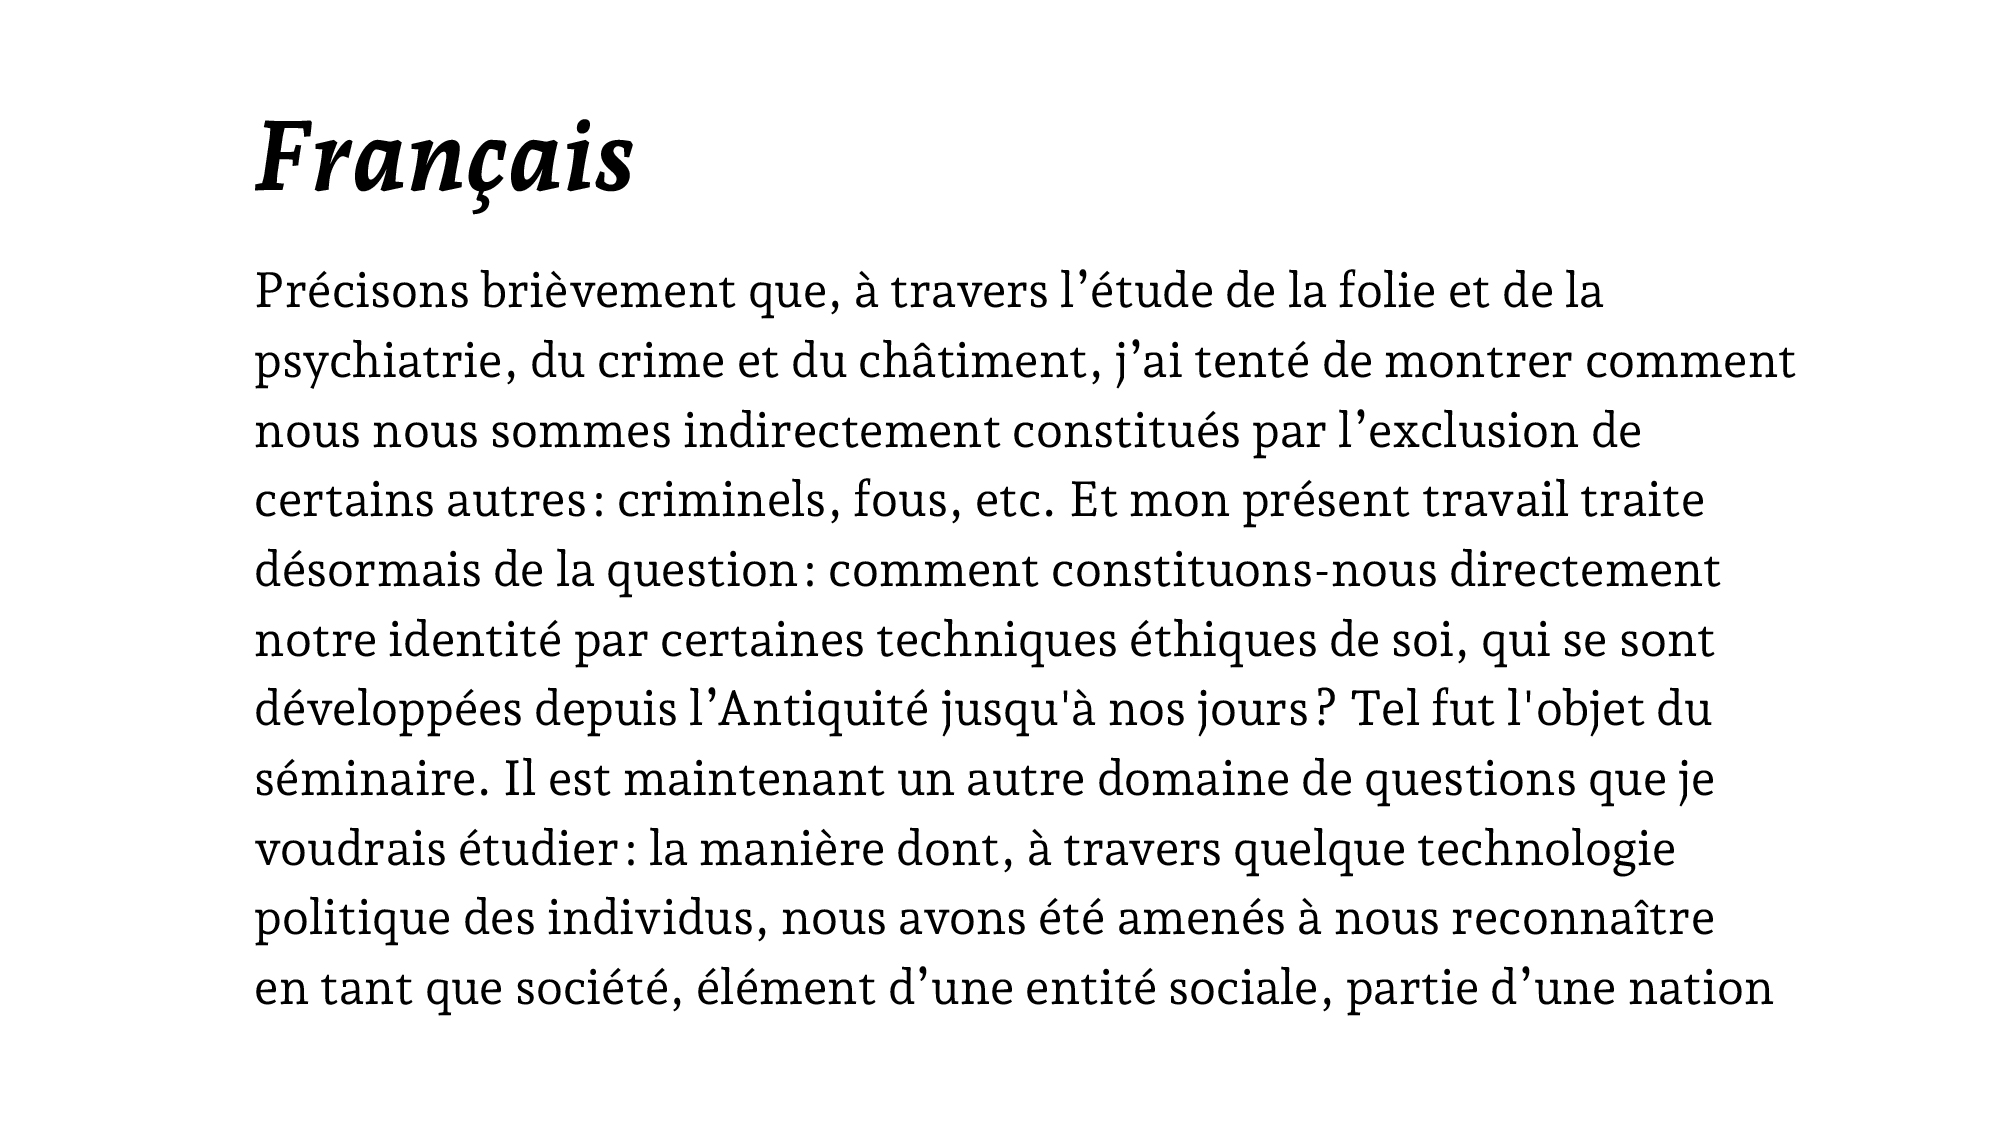 Français
Précisons brièvement que, à travers l’étude de la folie et de la
psychiatrie, du crime et du châtiment, j’ai tenté de montrer comment
nous nous sommes indirectement constitués par l’exclusion de
certains autres : criminels, fous, etc. Et mon présent travail traite
désormais de la question : comment constituons-nous directement
notre identité par certaines techniques éthiques de soi, qui se sont
développées depuis l’Antiquité jusqu'à nos jours ? Tel fut l'objet du
séminaire. Il est maintenant un autre domaine de questions que je
voudrais étudier : la manière dont, à travers quelque technologie
politique des individus, nous avons été amenés à nous reconnaître
en tant que société, élément d’une entité sociale, partie d’une nation